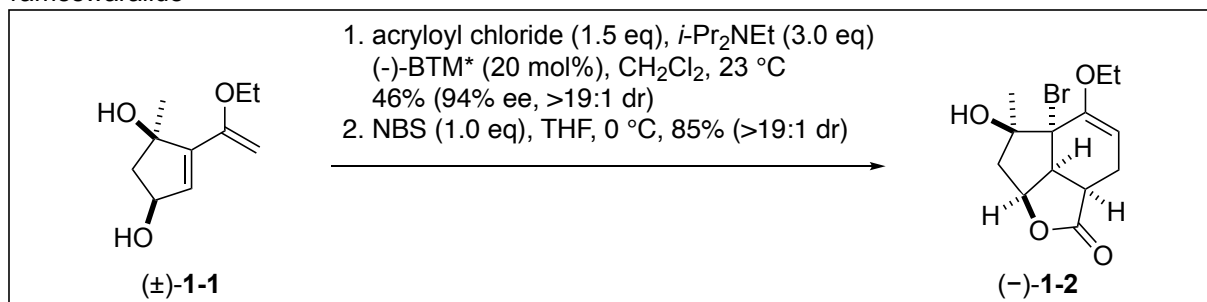 rameswaralide
1. acryloyl chloride (1.5 eq), i-Pr₂NEt (3.0 eq)
(-)-BTM* (20 mol%), CH₂Cl₂, 23 °C
46% (94% ee, >19:1 dr)
2. NBS (1.0 eq), THF, 0 °C, 85% (>19:1 dr)
HO
OEt
HO
(±)-1-1
HO
Br
OEt
H
H
H
O
O
(−)-1-2